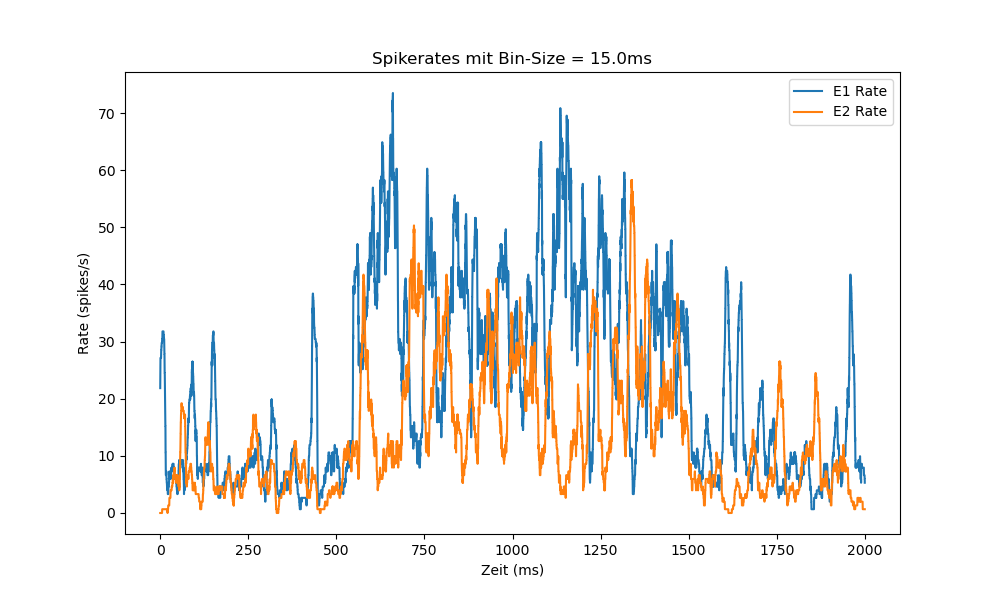 Spikerates mit Bin-Size = 15.0ms
E1 Rate
E2 Rate
Rate (spikes/s)
70
60
50
40
30
20
10
0
0 250 500 750 1000 1250 1500 1750 2000
Zeit (ms)